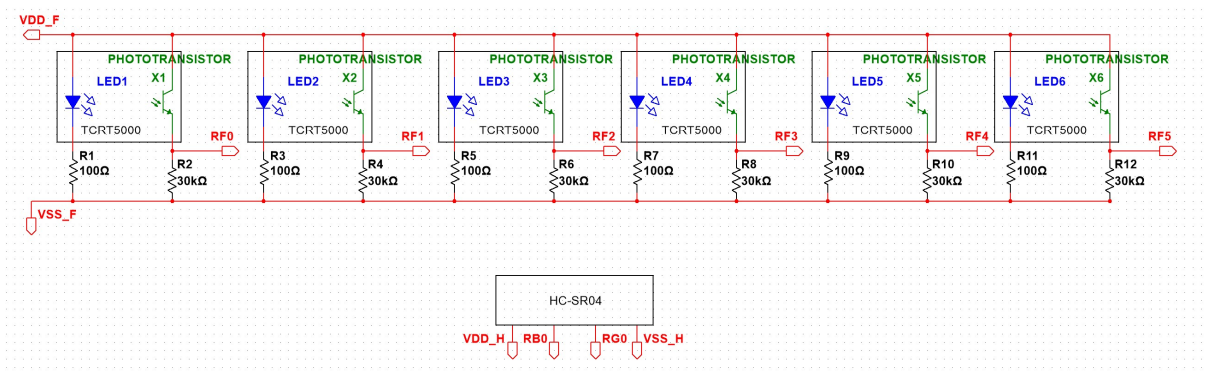 VDD_F
PHOTOTRANSISTOR PHOTOTRANSISTOR PHOTOTRANSISTOR PHOTOTRANSISTOR PHOTOTRANSISTOR PHOTOTRANSISTOR
LED1 X1 LED2 X2 LED3 X3 LED4 X4 LED5 X5 LED6 X6
TCRT5000 TCRT5000 TCRT5000 TCRT5000 TCRT5000 TCRT5000
RF0 RF1 RF2 RF3 RF4 RF5
R1 R2 R3 R4 R5 R6 R7 R8 R9 R10 R11 R12
100Ω 30kΩ 100Ω 30kΩ 100Ω 30kΩ 100Ω 30kΩ 100Ω 30kΩ 100Ω 30kΩ
VSS_F
HC-SR04
VDD_H RB0 RG0 VSS_H